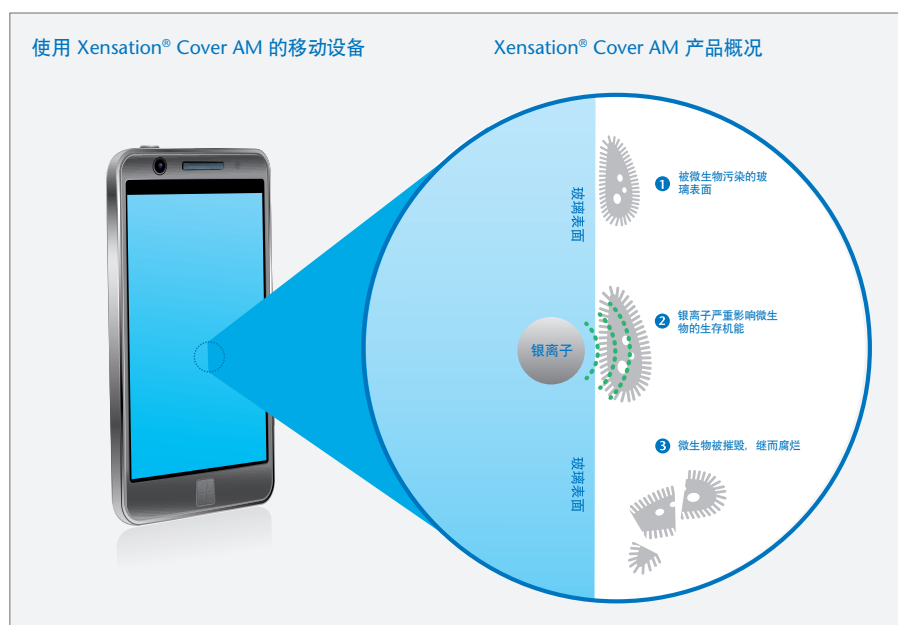 使用 Xensation® Cover AM 的移动设备
Xensation® Cover AM 产品概况
玻璃表面
1 被微生物污染的玻
璃表面
银离子
2 银离子严重影响微生
物的生存机能
玻璃表面
3 微生物被摧毁，继而腐烂